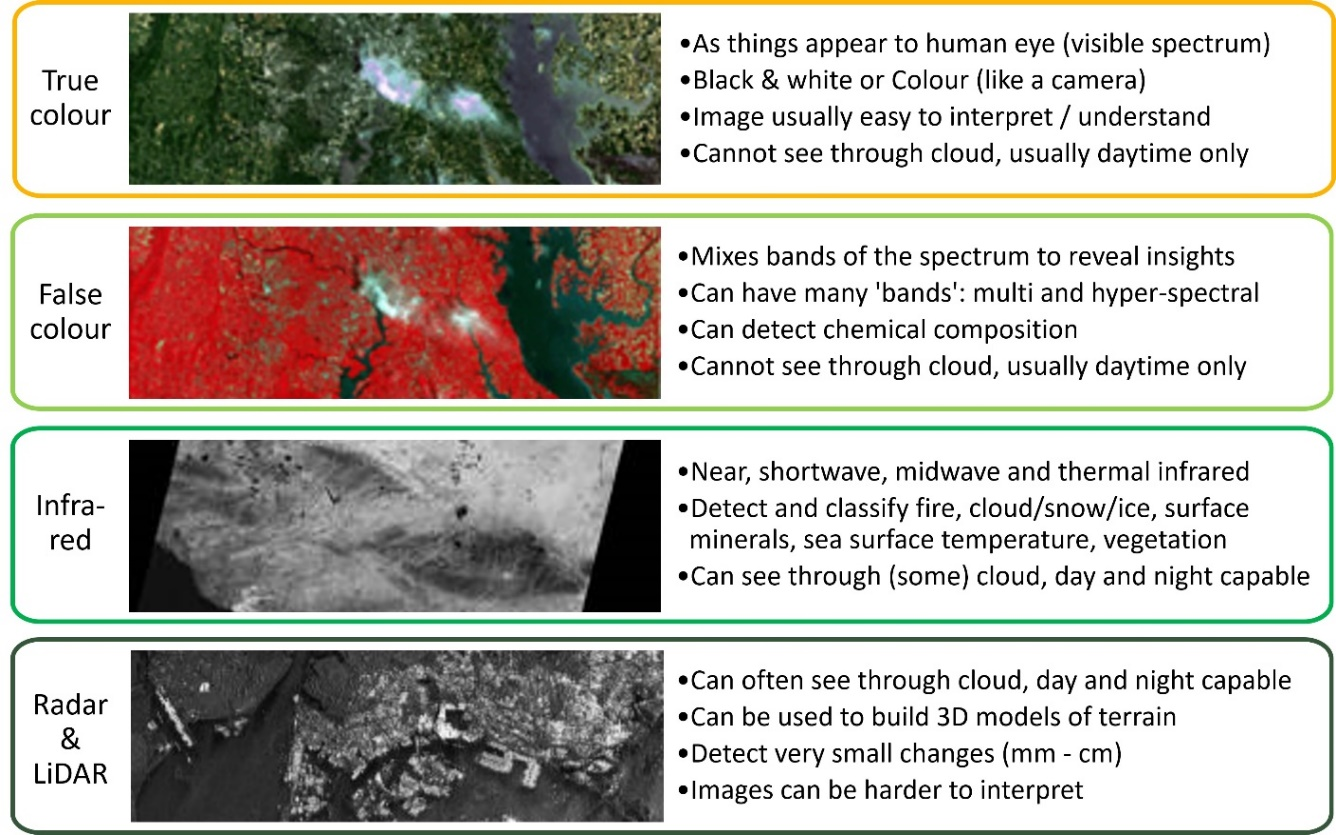 True
colour
•As things appear to human eye (visible spectrum)
•Black & white or Colour (like a camera)
•Image usually easy to interpret / understand
•Cannot see through cloud, usually daytime only
False
colour
•Mixes bands of the spectrum to reveal insights
•Can have many 'bands': multi and hyper-spectral
•Can detect chemical composition
•Cannot see through cloud, usually daytime only
Infra-
red
•Near, shortwave, midwave and thermal infrared
•Detect and classify fire, cloud/snow/ice, surface
minerals, sea surface temperature, vegetation
•Can see through (some) cloud, day and night capable
Radar
&
LiDAR
•Can often see through cloud, day and night capable
•Can be used to build 3D models of terrain
•Detect very small changes (mm - cm)
•Images can be harder to interpret